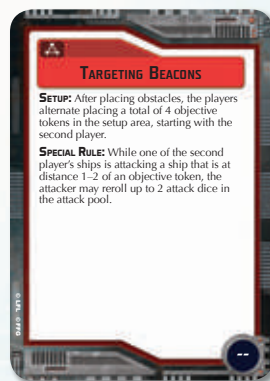 TARGETING BEACONS
SETUP: After placing obstacles, the players
alternate placing a total of 4 objective
tokens in the setup area, starting with the
second player.
SPECIAL RULE: While one of the second
player's ships is attacking a ship that is at
distance 1–2 of an objective token, the
attacker may reroll up to 2 attack dice in
the attack pool.
© LFL © FFG
--